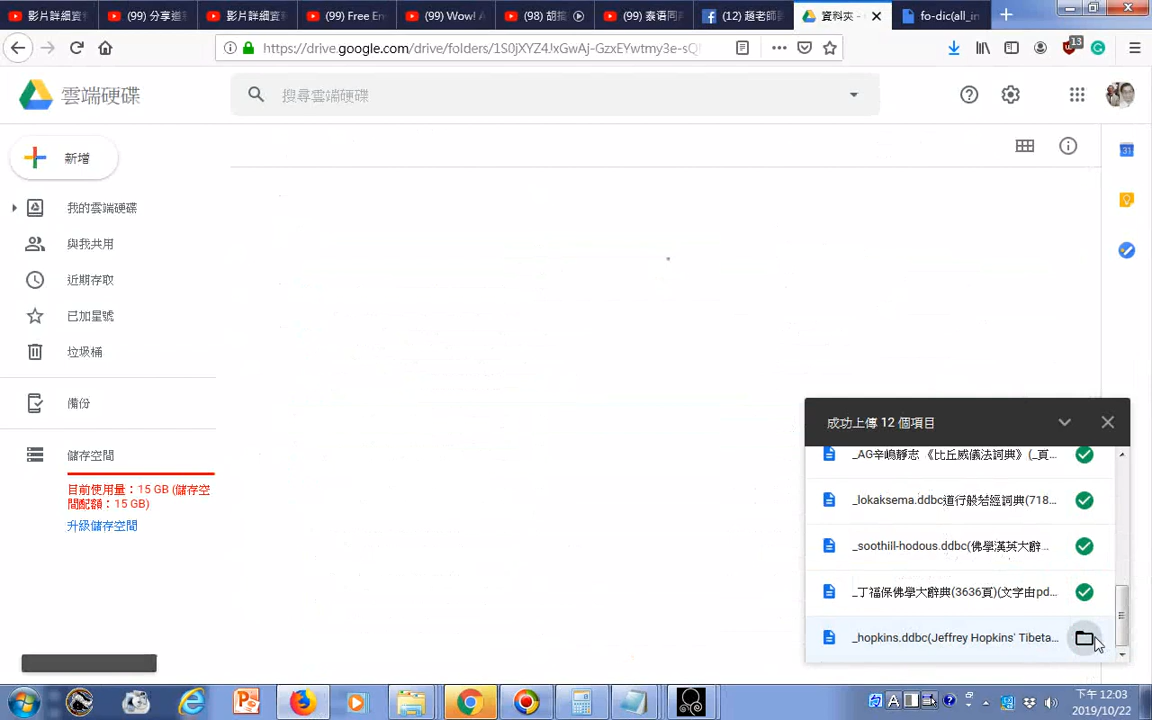 影片詳細資料
(99) 分享道
影片詳細資料
(99) Free En
(99) Wow! A
(98) 胡
(99) 泰语同
(12) 趙老師
資料夾 -
fo-dic(all_in
https://drive.google.com/drive/folders/1S0jXYZ4
13
雲端硬碟
搜尋雲端硬碟
新增
31
我的雲端硬碟
與我共用
近期存取
已加星號
垃圾桶
備份
儲存空間
目前使用量：15 GB (儲存空
間配額：15 GB)
升級儲存空間
成功上傳 12 個項目
_AG辛嶋靜志 《比丘威儀法詞典》(_頁...
_lokaksema.ddbc道行般若經詞典(718...
_soothill-hodous.ddbc(佛學漢英大辭...
_丁福保佛學大辭典(3636頁)(文字由pd...
_hopkins.ddbc(Jeffrey Hopkins' Tibeta...
下午 12:03
2019/10/22